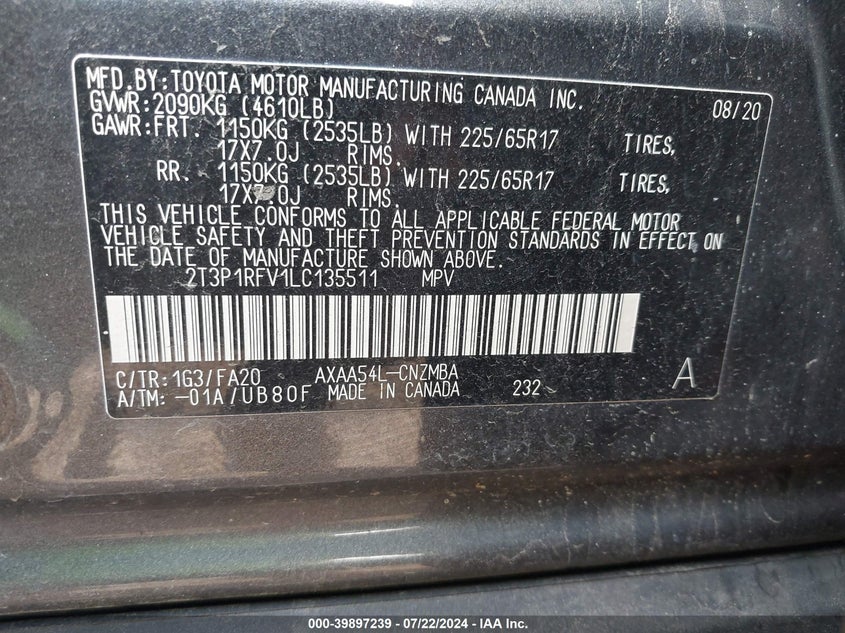 MFD.BY:TOYOTA MOTOR MANUFACTURING CANADA INC. 08/20
GVWR:2090KG (4610LB)
GAWR:FRT. 1150KG (2535LB) WITH 225/65R17 TIRES,
17X7.0J RIMS.
RR. 1150KG (2535LB) WITH 225/65R17 TIRES,
17X7.0J RIMS.
THIS VEHICLE CONFORMS TO ALL APPLICABLE FEDERAL MOTOR
VEHICLE SAFETY AND THEFT PREVENTION STANDARDS IN EFFECT ON
THE DATE OF MANUFACTURE SHOWN ABOVE.
2T3P1RFV1LC135511 MPV
C/TR:1G3/FA20 AXAA54L-CNZMBA A
A/TM: -01A/UB80F MADE IN CANADA 232
000-39897239 - 07/22/2024 - IAA Inc.